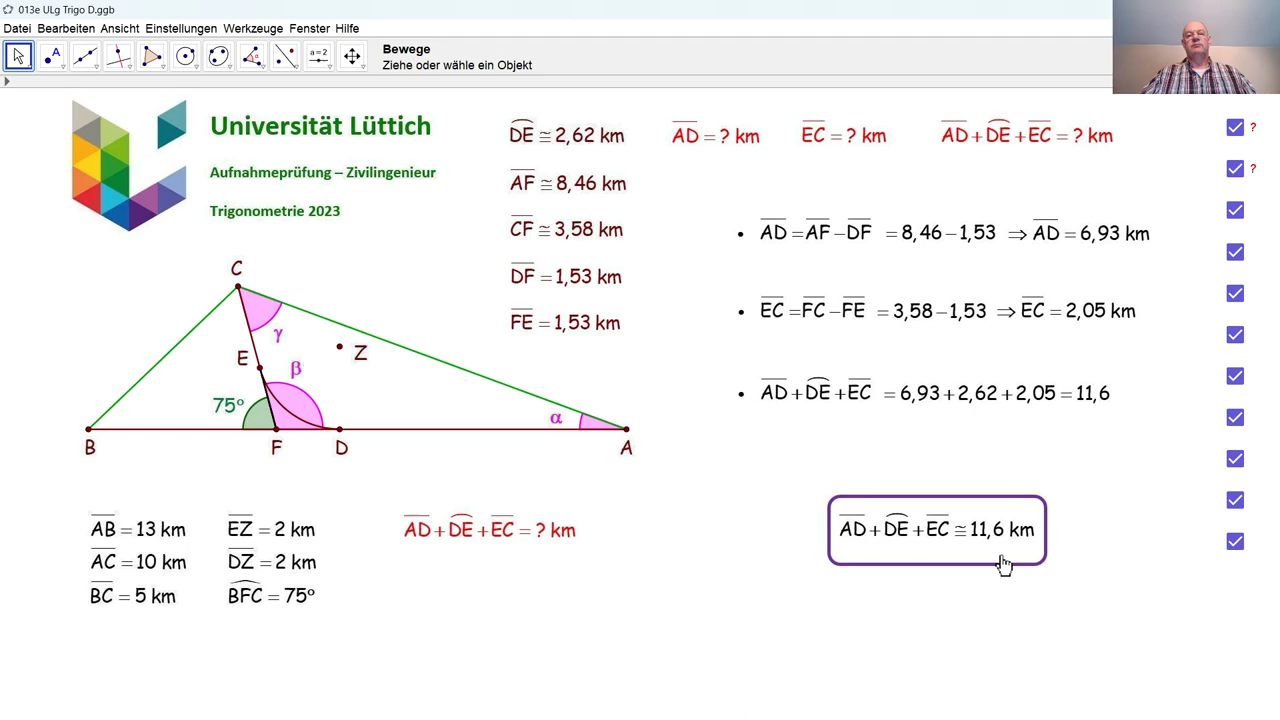 013e ULg Trigo D.ggb
Datei Bearbeiten Ansicht Einstellungen Werkzeuge Fenster Hilfe
A
α
a=2
Bewege
Ziehe oder wähle ein Objekt
Universität Lüttich
Aufnahmeprüfung – Zivilingenieur
Trigonometrie 2023
DE ≅ 2,62 km
AF ≅ 8,46 km
CF ≅ 3,58 km
DF = 1,53 km
FE = 1,53 km
AD = ? km EC = ? km AD + DE + EC = ? km
?
?
• AD = AF − DF = 8,46 − 1,53 ⇒ AD = 6,93 km
• EC = FC − FE = 3,58 − 1,53 ⇒ EC = 2,05 km
• AD + DE + EC = 6,93 + 2,62 + 2,05 = 11,6
C
γ
Z
E
β
75°
α
B
F
D
A
AB = 13 km
AC = 10 km
BC = 5 km
EZ = 2 km
DZ = 2 km
BFC = 75°
AD + DE + EC = ? km
AD + DE + EC ≅ 11,6 km